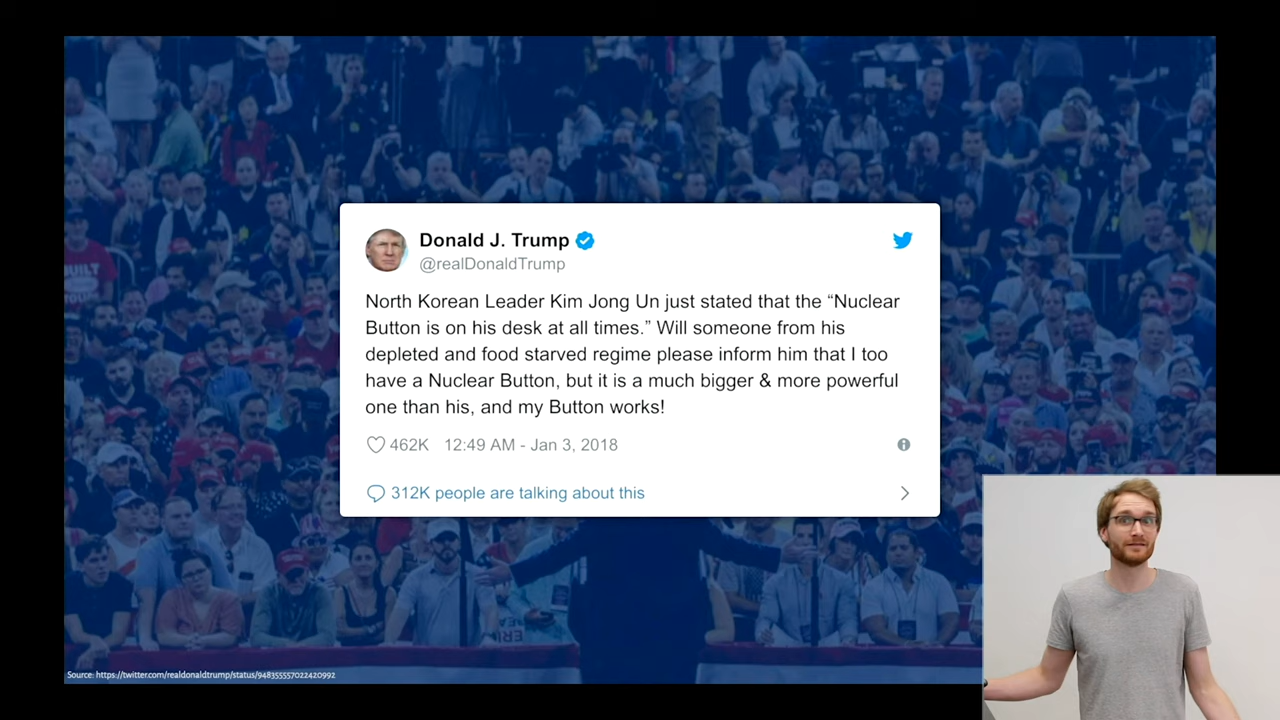 Donald J. Trump
@realDonaldTrump
North Korean Leader Kim Jong Un just stated that the “Nuclear
Button is on his desk at all times.” Will someone from his
depleted and food starved regime please inform him that I too
have a Nuclear Button, but it is a much bigger & more powerful
one than his, and my Button works!
462K 12:49 AM - Jan 3, 2018
312K people are talking about this
BUILT
Source: https://twitter.com/realdonaldtrump/status/948355557022420992